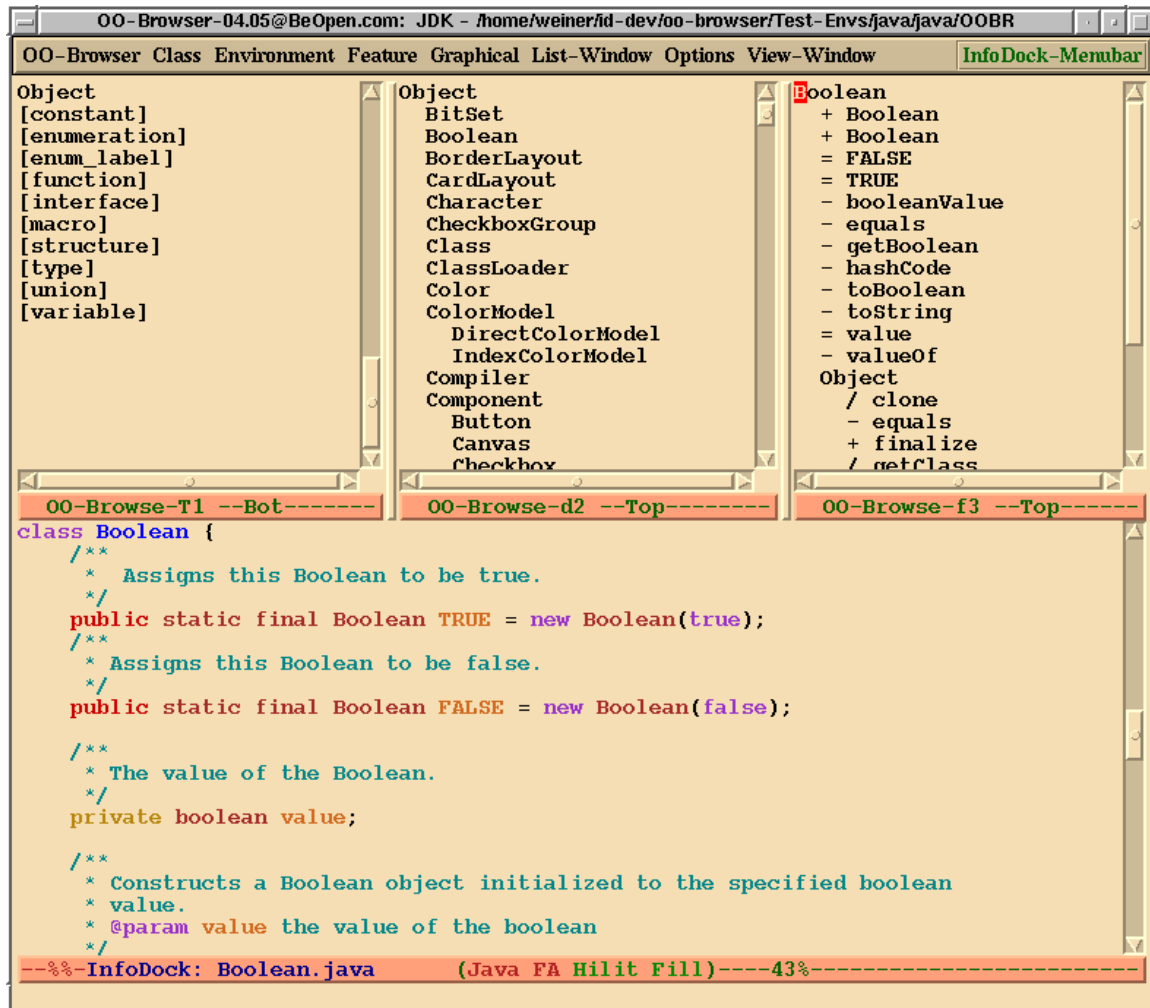 OO-Browser-04.05@BeOpen.com: JDK - /home/weiner/id-dev/oo-browser/Test-Envs/java/java/OOBR
OO-Browser Class Environment Feature Graphical List-Window Options View-Window InfoDock-Menubar
Object
[constant]
[enumeration]
[enum_label]
[function]
[interface]
[macro]
[structure]
[type]
[union]
[variable]
OO-Browse-T1 --Bot-------
Object
BitSet
Boolean
BorderLayout
CardLayout
Character
CheckboxGroup
Class
ClassLoader
Color
ColorModel
DirectColorModel
IndexColorModel
Compiler
Component
Button
Canvas
Checkbox
OO-Browse-d2 --Top--------
Boolean
+ Boolean
+ Boolean
= FALSE
= TRUE
- booleanValue
- equals
- getBoolean
- hashCode
- toBoolean
- toString
= value
- valueOf
Object
/ clone
- equals
+ finalize
/ getClass
OO-Browse-f3 --Top------
class Boolean {
/**
*  Assigns this Boolean to be true.
*/
public static final Boolean TRUE = new Boolean(true);
/**
* Assigns this Boolean to be false.
*/
public static final Boolean FALSE = new Boolean(false);
/**
* The value of the Boolean.
*/
private boolean value;
/**
* Constructs a Boolean object initialized to the specified boolean
* value.
* @param value the value of the boolean
*/
--%%-InfoDock: Boolean.java      (Java FA Hilit Fill)----43%-------------------------